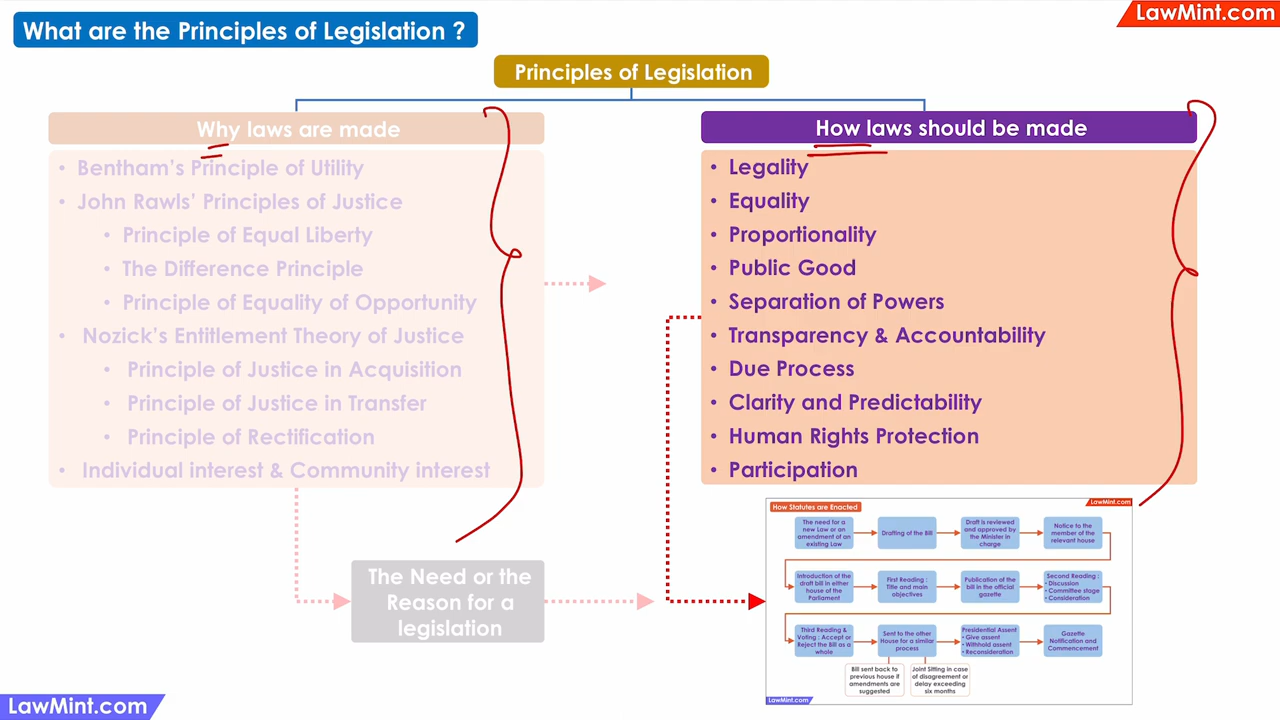 What are the Principles of Legislation ?
LawMint.com
Principles of Legislation
Why laws are made
• Bentham's Principle of Utility
• John Rawls' Principles of Justice
• Principle of Equal Liberty
• The Difference Principle
• Principle of Equality of Opportunity
• Nozick's Entitlement Theory of Justice
• Principle of Justice in Acquisition
• Principle of Justice in Transfer
• Principle of Rectification
• Individual interest & Community interest
The Need or the
Reason for a
legislation
How laws should be made
• Legality
• Equality
• Proportionality
• Public Good
• Separation of Powers
• Transparency & Accountability
• Due Process
• Clarity and Predictability
• Human Rights Protection
• Participation
How Statutes are Enacted
LawMint.com
The need for a
new Law or an
amendment of an
existing Law
Drafting of the Bill
Draft is reviewed
and approved by
the Minister in
charge
Notice to the
member of the
relevant house
Introduction of the
draft bill in either
house of the
Parliament
First Reading :
Title and main
objectives
Publication of the
bill in the official
gazette
Second Reading :
• Discussion
• Committee stage
• Consideration
Third Reading &
Voting : Accept or
Reject the Bill as a
whole
Sent to the other
House for a similar
process
Presidential Assent
• Give assent
• Withhold assent
• Reconsideration
Gazette
Notification and
Commencement
Bill sent back to
previous house if
amendments are
suggested
Joint Sitting in case
of disagreement or
delay exceeding
six months
LawMint.com
LawMint.com